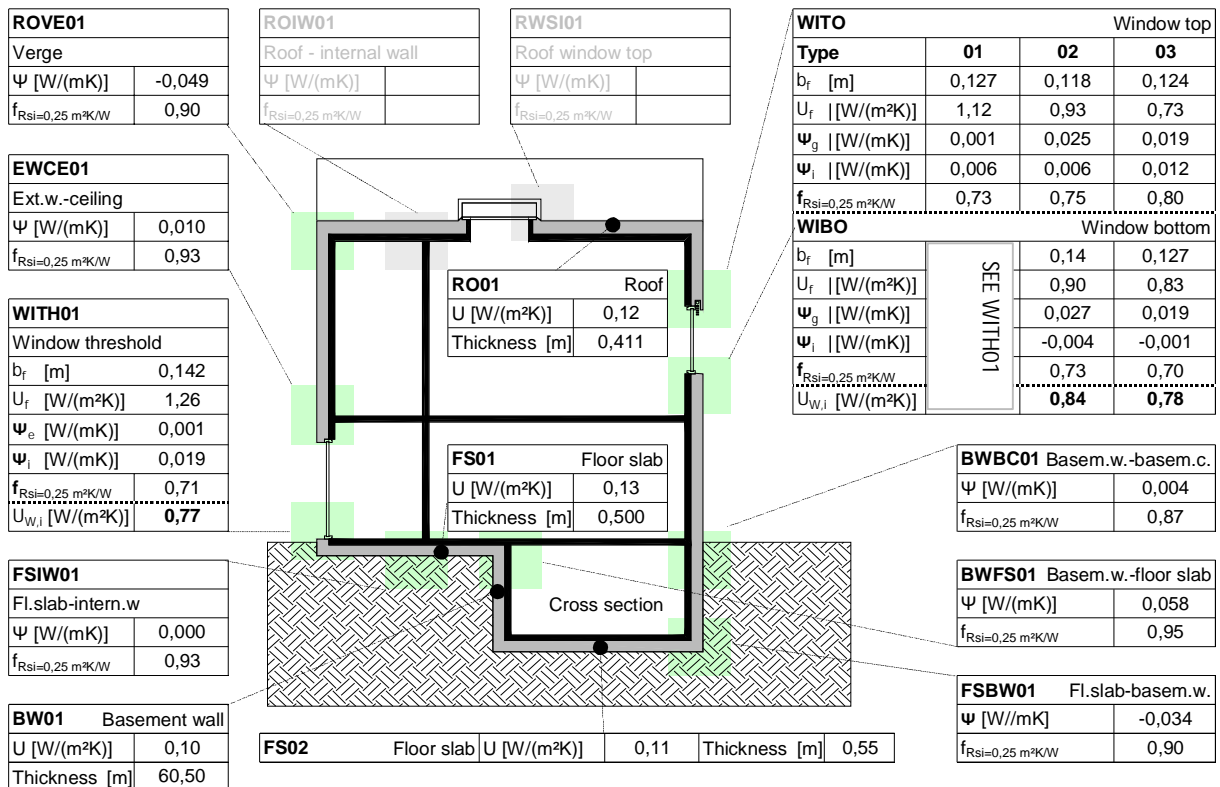 ROVE01
Verge
Ψ [W/(mK)] -0,049
fRsi=0,25 m²K/W 0,90
ROIW01
Roof - internal wall
Ψ [W/(mK)]
fRsi=0,25 m²K/W
RWSI01
Roof window top
Ψ [W/(mK)]
fRsi=0,25 m²K/W
WITO Window top
Type 01 02 03
bf [m] 0,127 0,118 0,124
Uf |[W/(m²K)] 1,12 0,93 0,73
Ψg |[W/(mK)] 0,001 0,025 0,019
Ψi |[W/(mK)] 0,006 0,006 0,012
fRsi=0,25 m²K/W 0,73 0,75 0,80
WIBO Window bottom
bf [m] 0,14 0,127
Uf |[W/(m²K)] 0,90 0,83
Ψg |[W/(mK)] 0,027 0,019
Ψi |[W/(mK)] -0,004 -0,001
fRsi=0,25 m²K/W 0,73 0,70
UW,i [W/(m²K)] 0,84 0,78
SEE WITH01
EWCE01
Ext.w.-ceiling
Ψ [W/(mK)] 0,010
fRsi=0,25 m²K/W 0,93
RO01 Roof
U [W/(m²K)] 0,12
Thickness [m] 0,411
WITH01
Window threshold
bf [m] 0,142
Uf [W/(m²K)] 1,26
Ψe [W/(mK)] 0,001
Ψi [W/(mK)] 0,019
fRsi=0,25 m²K/W 0,71
UW,i [W/(m²K)] 0,77
FS01 Floor slab
U [W/(m²K)] 0,13
Thickness [m] 0,500
BWBC01 Basem.w.-basem.c.
Ψ [W/(mK)] 0,004
fRsi=0,25 m²K/W 0,87
FSIW01
Fl.slab-intern.w
Ψ [W/(mK)] 0,000
fRsi=0,25 m²K/W 0,93
Cross section
BWFS01 Basem.w.-floor slab
Ψ [W/(mK)] 0,058
fRsi=0,25 m²K/W 0,95
FSBW01 Fl.slab-basem.w.
Ψ [W//mK] -0,034
fRsi=0,25 m²K/W 0,90
BW01 Basement wall
U [W/(m²K)] 0,10
Thickness [m] 60,50
FS02 Floor slab U [W/(m²K)] 0,11 Thickness [m] 0,55